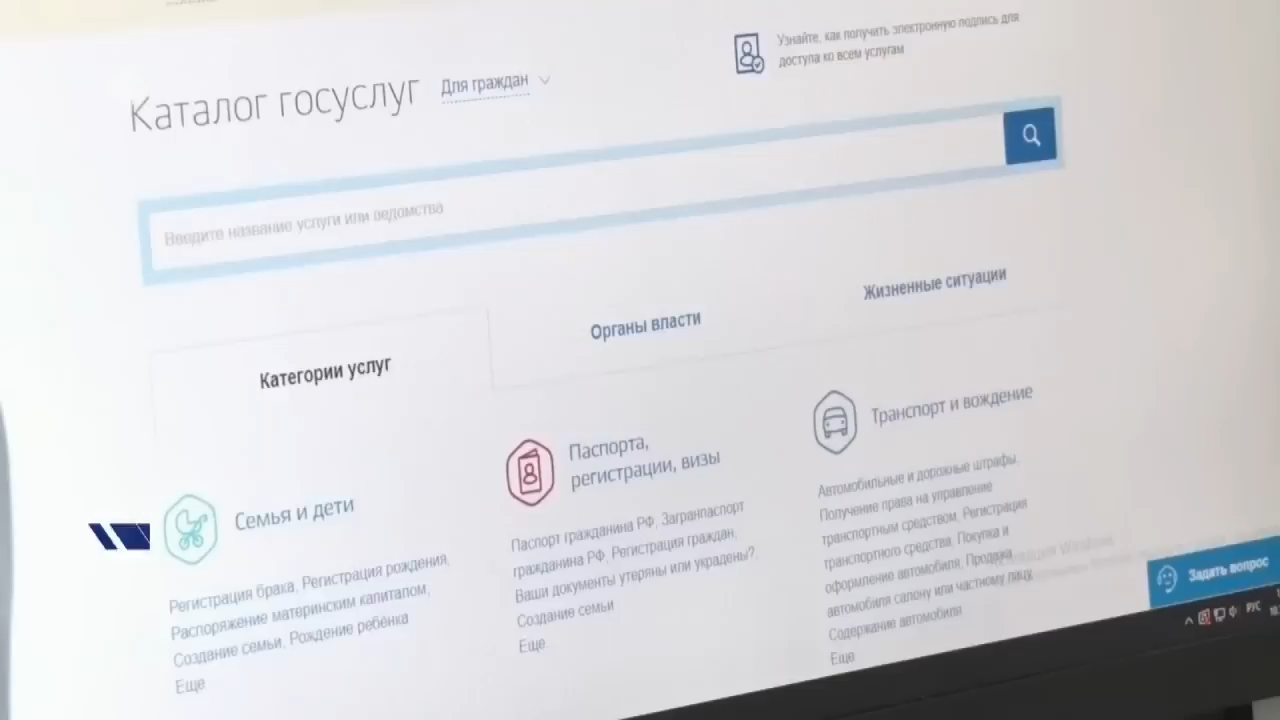 Узнайте, как получить электронную подпись для
доступа ко всем услугам
Каталог госуслуг
Для граждан
Введите название услуги или ведомства
Категории услуг
Органы власти
Жизненные ситуации
Семья и дети
Регистрация брака, Регистрация рождения,
Распоряжение материнским капиталом,
Создание семьи, Рождение ребёнка
Еще
Паспорта,
регистрации, визы
Паспорт гражданина РФ, Загранпаспорт
гражданина РФ, Регистрация граждан,
Ваши документы утеряны или украдены?,
Создание семьи
Еще
Транспорт и вождение
Автомобильные и дорожные штрафы,
Получение права на управление
транспортным средством, Регистрация
транспортного средства, Покупка и
оформление автомобиля, Продажа
автомобиля салону или частному лицу,
Содержание автомобиля
Еще
Windows
Задать вопрос
РУС